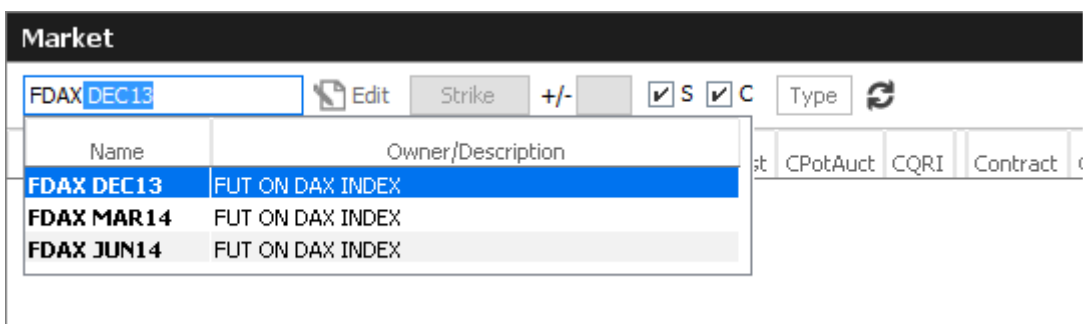 Market
FDAX DEC13 Edit Strike +/- S C Type
Name Owner/Description
CPotAuct CQRI Contract
FDAX DEC13 FUT ON DAX INDEX
FDAX MAR14 FUT ON DAX INDEX
FDAX JUN14 FUT ON DAX INDEX